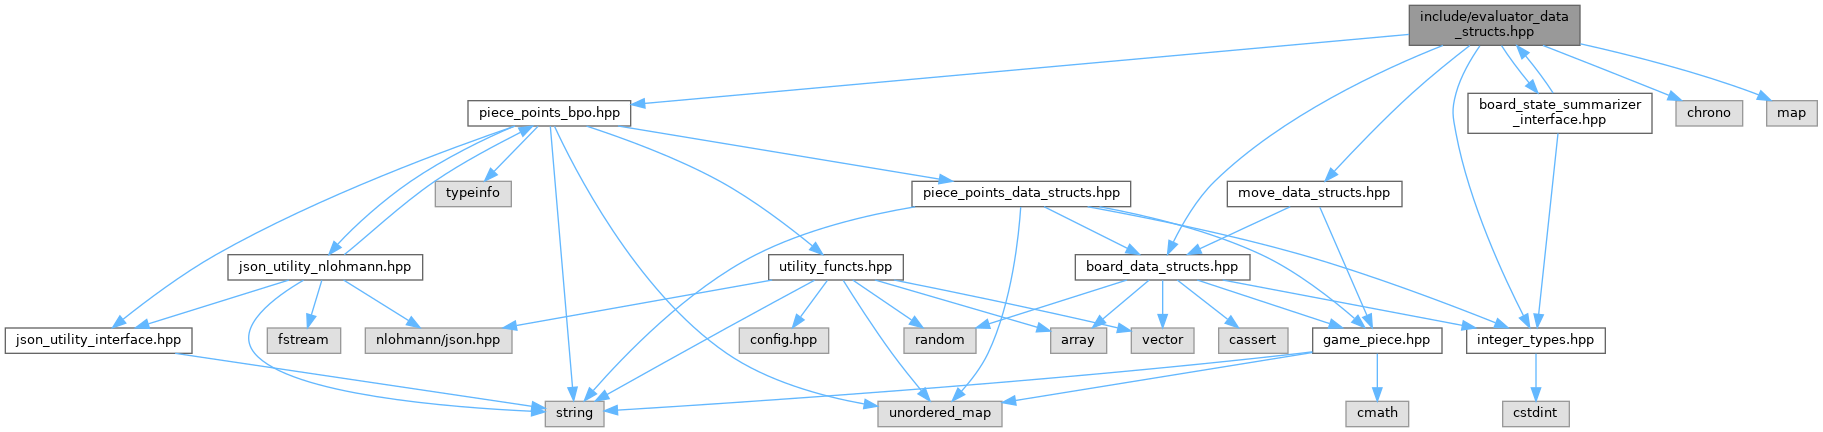 include/evaluator_data
_structs.hpp
piece_points_bpo.hpp
board_state_summarizer
_interface.hpp
chrono
map
typeinfo
piece_points_data_structs.hpp
move_data_structs.hpp
json_utility_nlohmann.hpp
utility_functs.hpp
board_data_structs.hpp
json_utility_interface.hpp
fstream
nlohmann/json.hpp
config.hpp
random
array
vector
cassert
game_piece.hpp
integer_types.hpp
string
unordered_map
cmath
cstdint